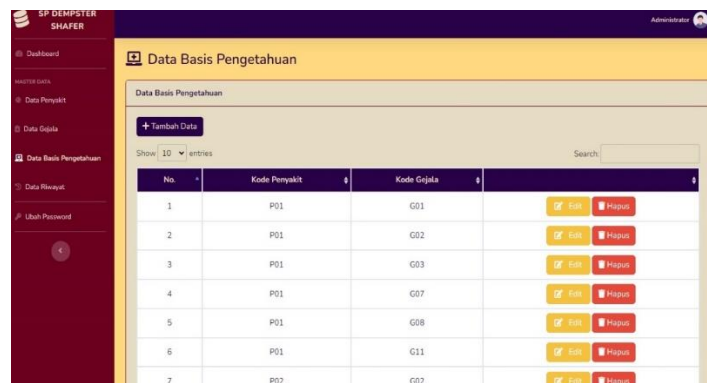 SP DEMPSTER
SHAFER
Administrator
Dashboard
MASTER DATA
Data Penyakit
Data Gejala
Data Basis Pengetahuan
Data Riwayat
Ubah Password
Data Basis Pengetahuan
Data Basis Pengetahuan
+ Tambah Data
Show 10 entries Search:
No. Kode Penyakit Kode Gejala
1 P01 G01 Edit Hapus
2 P01 G02 Edit Hapus
3 P01 G03 Edit Hapus
4 P01 G07 Edit Hapus
5 P01 G08 Edit Hapus
6 P01 G11 Edit Hapus
7 P02 G02 Edit Hapus